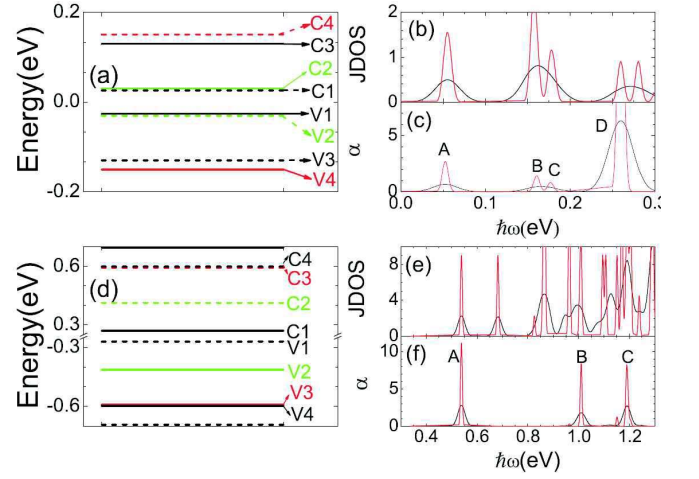 Energy(eV)
0.2
0.0
-0.2
(a)
C4
C3
C2
C1
V1
V2
V3
V4
JDOS
2
1
0
(b)
α
5
0
(c)
A
B
C
D
0.0
0.1
0.2
0.3
ħω(eV)
Energy(eV)
0.6
0.3
-0.3
-0.6
(d)
C4
C3
C2
C1
V1
V2
V3
V4
JDOS
8
4
0
(e)
α
10
5
0
(f)
A
B
C
0.4
0.6
0.8
1.0
1.2
ħω(eV)